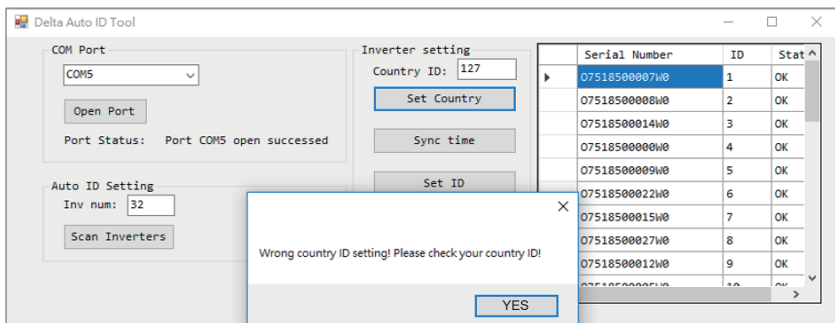 Delta Auto ID Tool
COM Port
COM5
Open Port
Port Status: Port COM5 open successed
Auto ID Setting
Inv num: 32
Scan Inverters
Inverter setting
Country ID: 127
Set Country
Sync time
Set ID
Serial Number ID Stat
O7518500007W0 1 OK
O7518500008W0 2 OK
O7518500014W0 3 OK
O7518500000W0 4 OK
O7518500009W0 5 OK
O7518500022W0 6 OK
O7518500015W0 7 OK
O7518500027W0 8 OK
O7518500012W0 9 OK
Wrong country ID setting! Please check your country ID!
YES